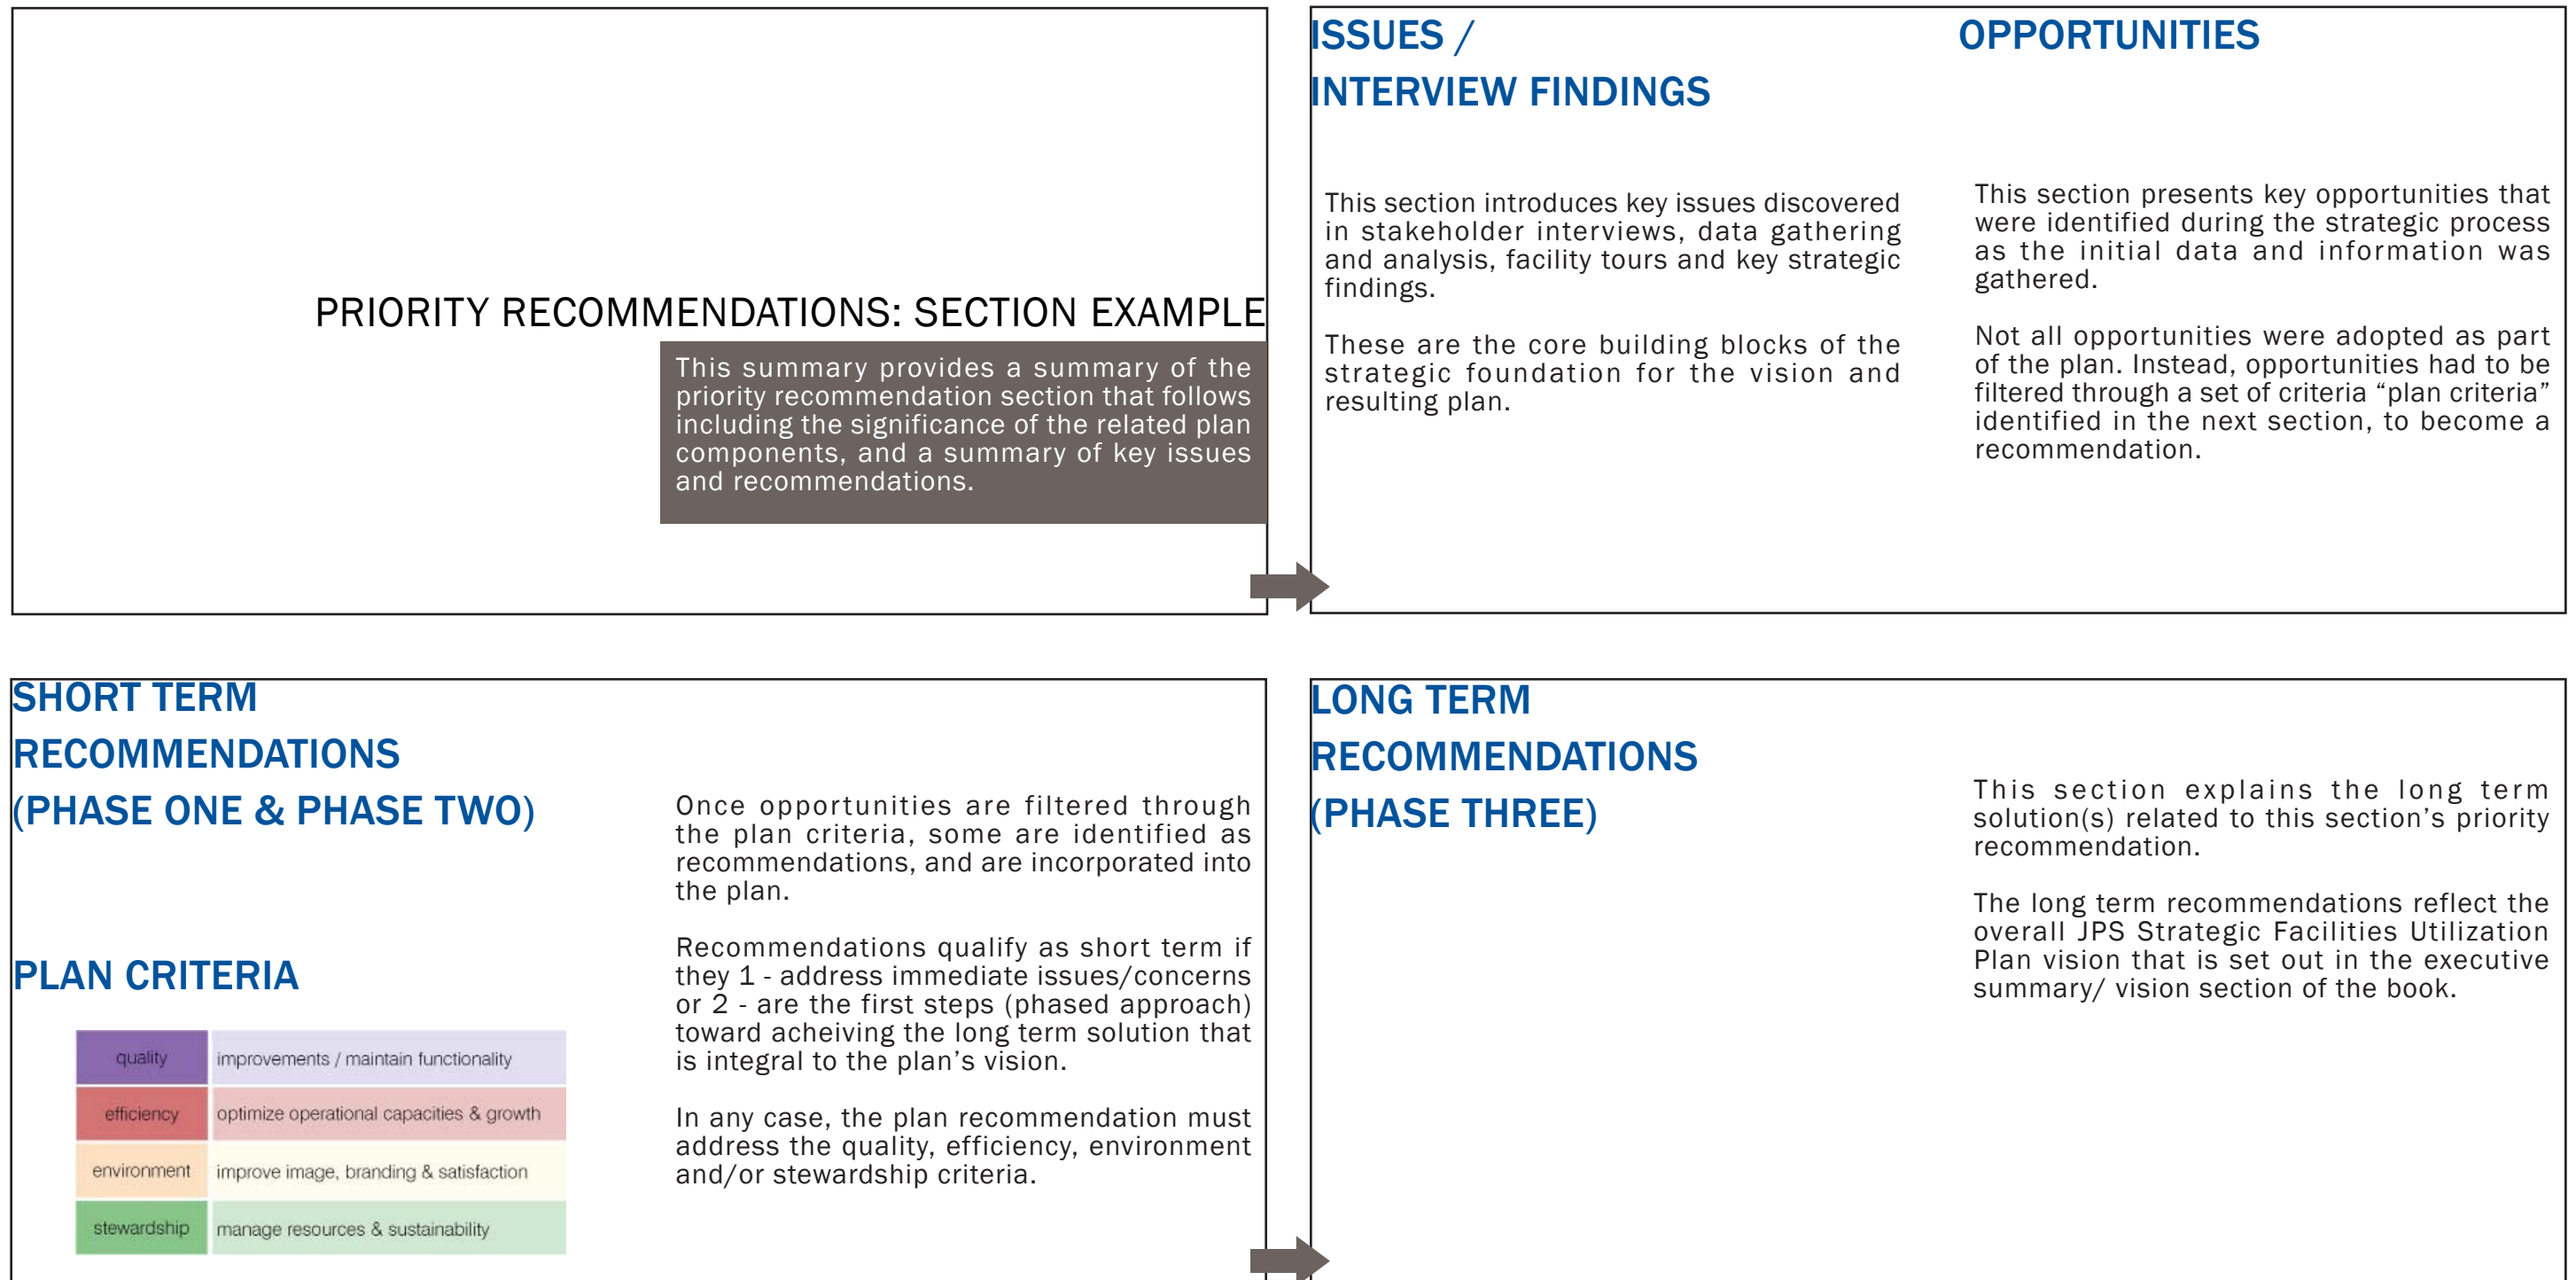 PRIORITY RECOMMENDATIONS: SECTION EXAMPLE
This summary provides a summary of the
priority recommendation section that follows
including the significance of the related plan
components, and a summary of key issues
and recommendations.
ISSUES /
INTERVIEW FINDINGS
This section introduces key issues discovered
in stakeholder interviews, data gathering
and analysis, facility tours and key strategic
findings.
These are the core building blocks of the
strategic foundation for the vision and
resulting plan.
OPPORTUNITIES
This section presents key opportunities that
were identified during the strategic process
as the initial data and information was
gathered.
Not all opportunities were adopted as part
of the plan. Instead, opportunities had to be
filtered through a set of criteria “plan criteria”
identified in the next section, to become a
recommendation.
SHORT TERM
RECOMMENDATIONS
(PHASE ONE & PHASE TWO)
PLAN CRITERIA
quality improvements / maintain functionality
efficiency optimize operational capacities & growth
environment improve image, branding & satisfaction
stewardship manage resources & sustainability
Once opportunities are filtered through
the plan criteria, some are identified as
recommendations, and are incorporated into
the plan.
Recommendations qualify as short term if
they 1 - address immediate issues/concerns
or 2 - are the first steps (phased approach)
toward acheiving the long term solution that
is integral to the plan’s vision.
In any case, the plan recommendation must
address the quality, efficiency, environment
and/or stewardship criteria.
LONG TERM
RECOMMENDATIONS
(PHASE THREE)
This section explains the long term
solution(s) related to this section’s priority
recommendation.
The long term recommendations reflect the
overall JPS Strategic Facilities Utilization
Plan vision that is set out in the executive
summary/ vision section of the book.